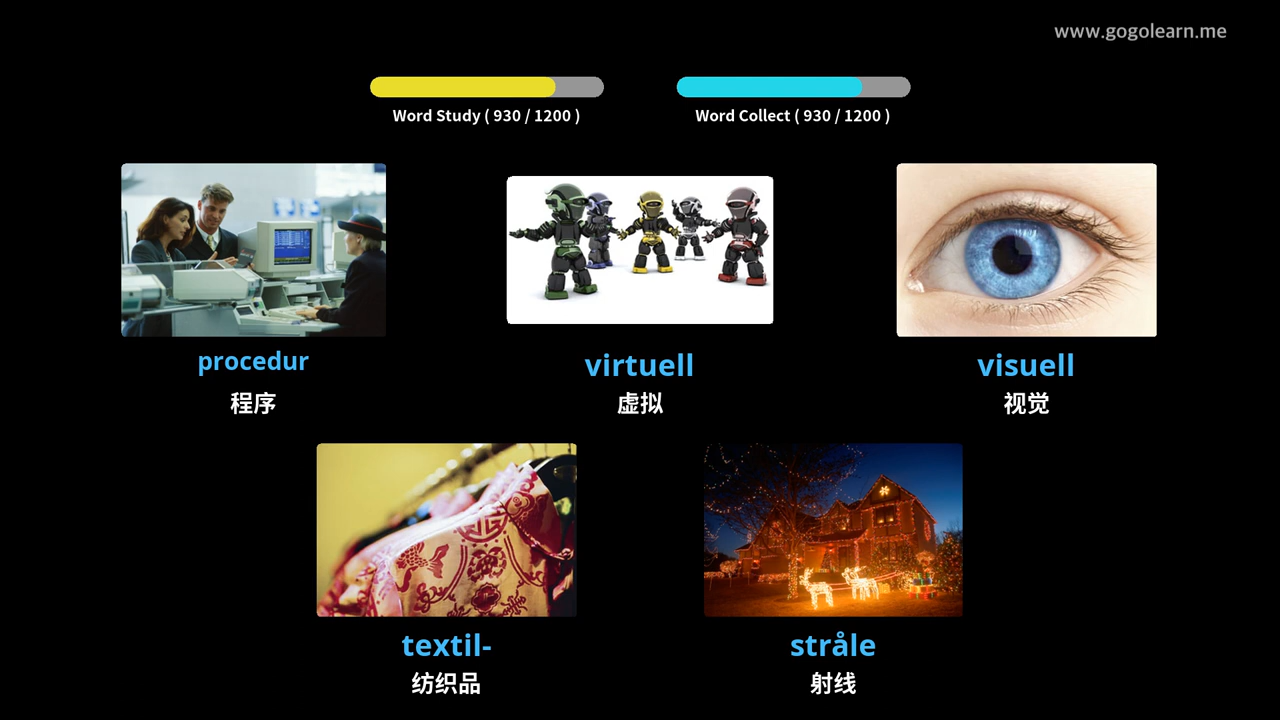 www.gogolearn.me
Word Study ( 930 / 1200 )
Word Collect ( 930 / 1200 )
procedur
程序
virtuell
虚拟
visuell
视觉
textil-
纺织品
stråle
射线